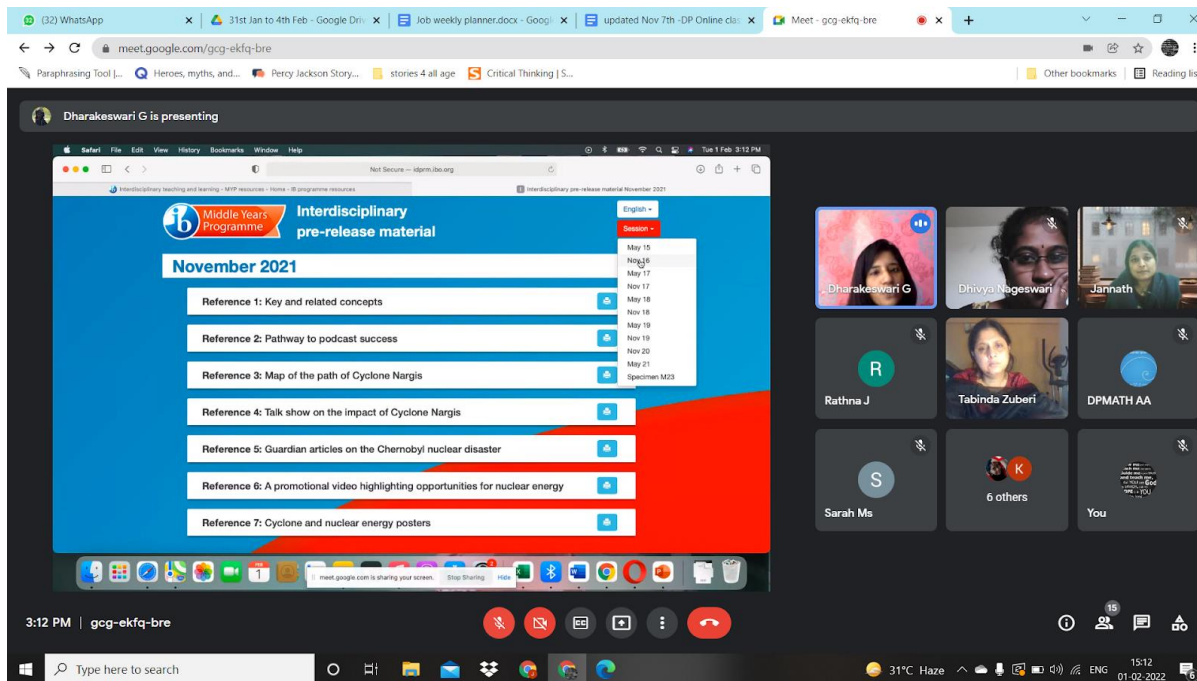 (32) WhatsApp
31st Jan to 4th Feb - Google Driv
Job weekly planner.docx - Googl
updated Nov 7th -DP Online clas
Meet - gcg-ekfq-bre
meet.google.com/gcg-ekfq-bre
Paraphrasing Tool |...
Heroes, myths, and...
Percy Jackson Story...
stories 4 all age
Critical Thinking | S...
Other bookmarks
Reading lis
Dharakeswari G is presenting
Safari File Edit View History Bookmarks Window Help
Tue 1 Feb 3:12 PM
Not Secure — idprm.ibo.org
Interdisciplinary teaching and learning - MYP resources - Home - IB programme resources
Interdisciplinary pre-release material November 2021
ib
Middle Years
Programme
Interdisciplinary
pre-release material
English
Session
November 2021
May 15
Nov 16
May 17
Nov 17
May 18
Nov 18
May 19
Nov 19
Nov 20
May 21
Specimen M23
Reference 1: Key and related concepts
Reference 2: Pathway to podcast success
Reference 3: Map of the path of Cyclone Nargis
Reference 4: Talk show on the impact of Cyclone Nargis
Reference 5: Guardian articles on the Chernobyl nuclear disaster
Reference 6: A promotional video highlighting opportunities for nuclear energy
Reference 7: Cyclone and nuclear energy posters
meet.google.com is sharing your screen. Stop Sharing Hide
Dharakeswari G
Dhivya Nageswari
Jannath
R
Rathna J
Tabinda Zuberi
DPMATH AA
S
Sarah Ms
K
6 others
You
3:12 PM | gcg-ekfq-bre
15
Type here to search
31°C Haze
ENG
15:12
01-02-2022